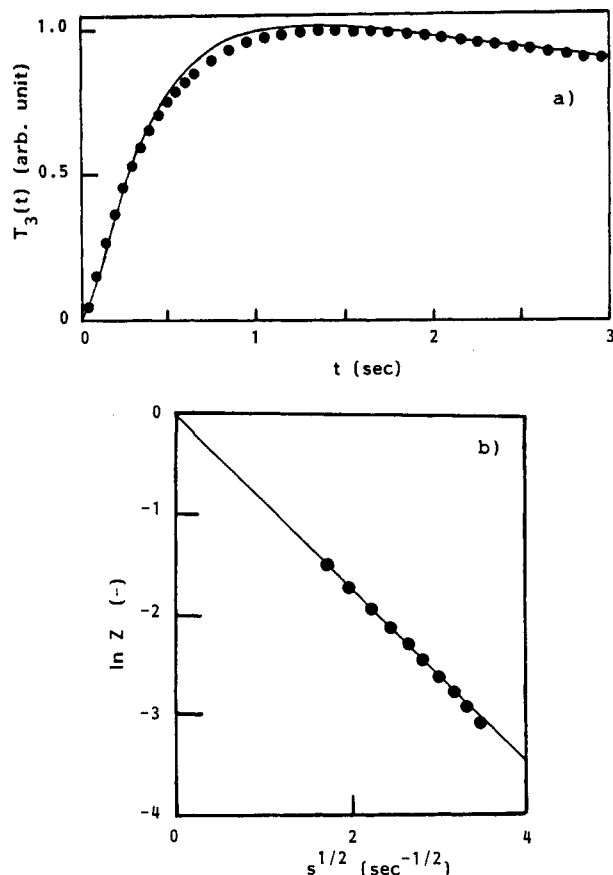 1.0
0.5
0
T₃(t) (arb. unit)
a)
0 1 2 3
t (sec)
0
-1
-2
-3
-4
ln Z (-)
b)
0 2 4
s^{1/2} (sec^{-1/2})